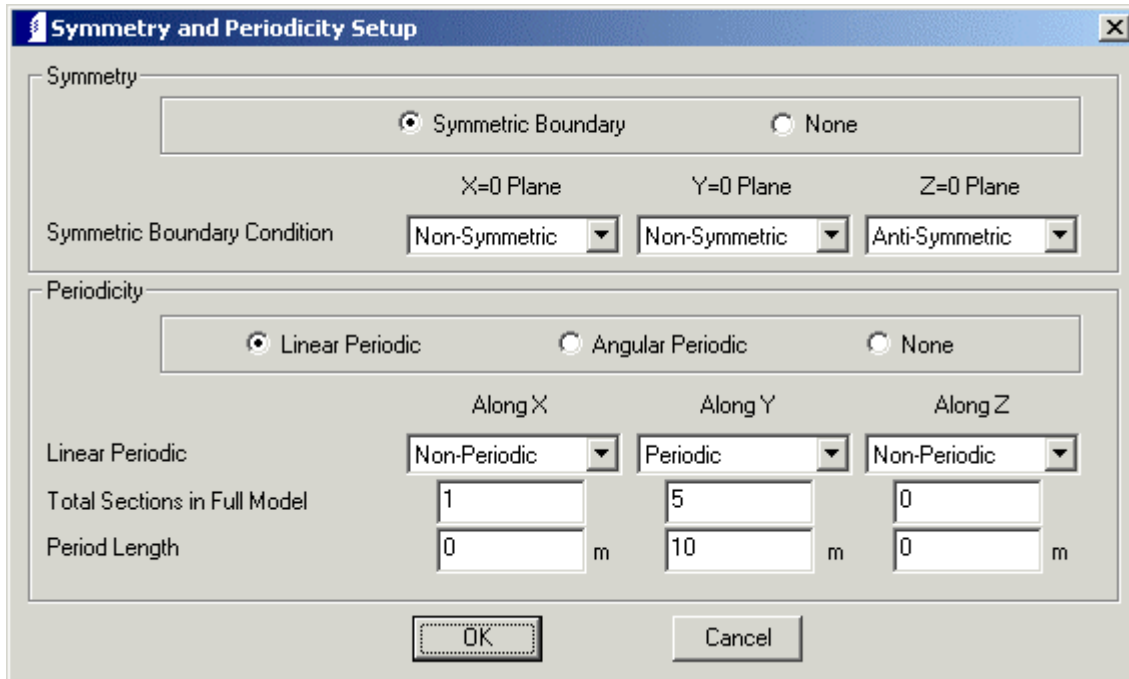 Symmetry and Periodicity Setup
Symmetry
Symmetric Boundary None
X=0 Plane Y=0 Plane Z=0 Plane
Symmetric Boundary Condition Non-Symmetric Non-Symmetric Anti-Symmetric
Periodicity
Linear Periodic Angular Periodic None
Along X Along Y Along Z
Linear Periodic Non-Periodic Periodic Non-Periodic
Total Sections in Full Model 1 5 0
Period Length 0 m 10 m 0 m
OK Cancel